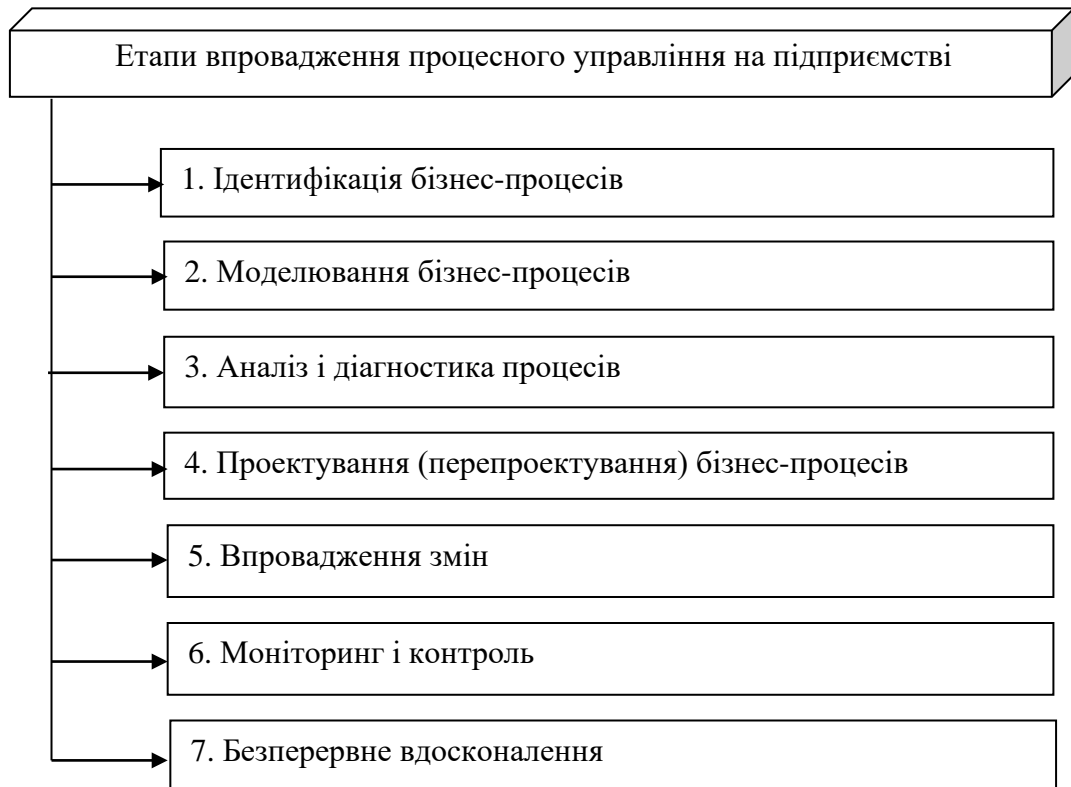 Етапи впровадження процесного управління на підприємстві
1. Ідентифікація бізнес-процесів
2. Моделювання бізнес-процесів
3. Аналіз і діагностика процесів
4. Проектування (перепроектування) бізнес-процесів
5. Впровадження змін
6. Моніторинг і контроль
7. Безперервне вдосконалення